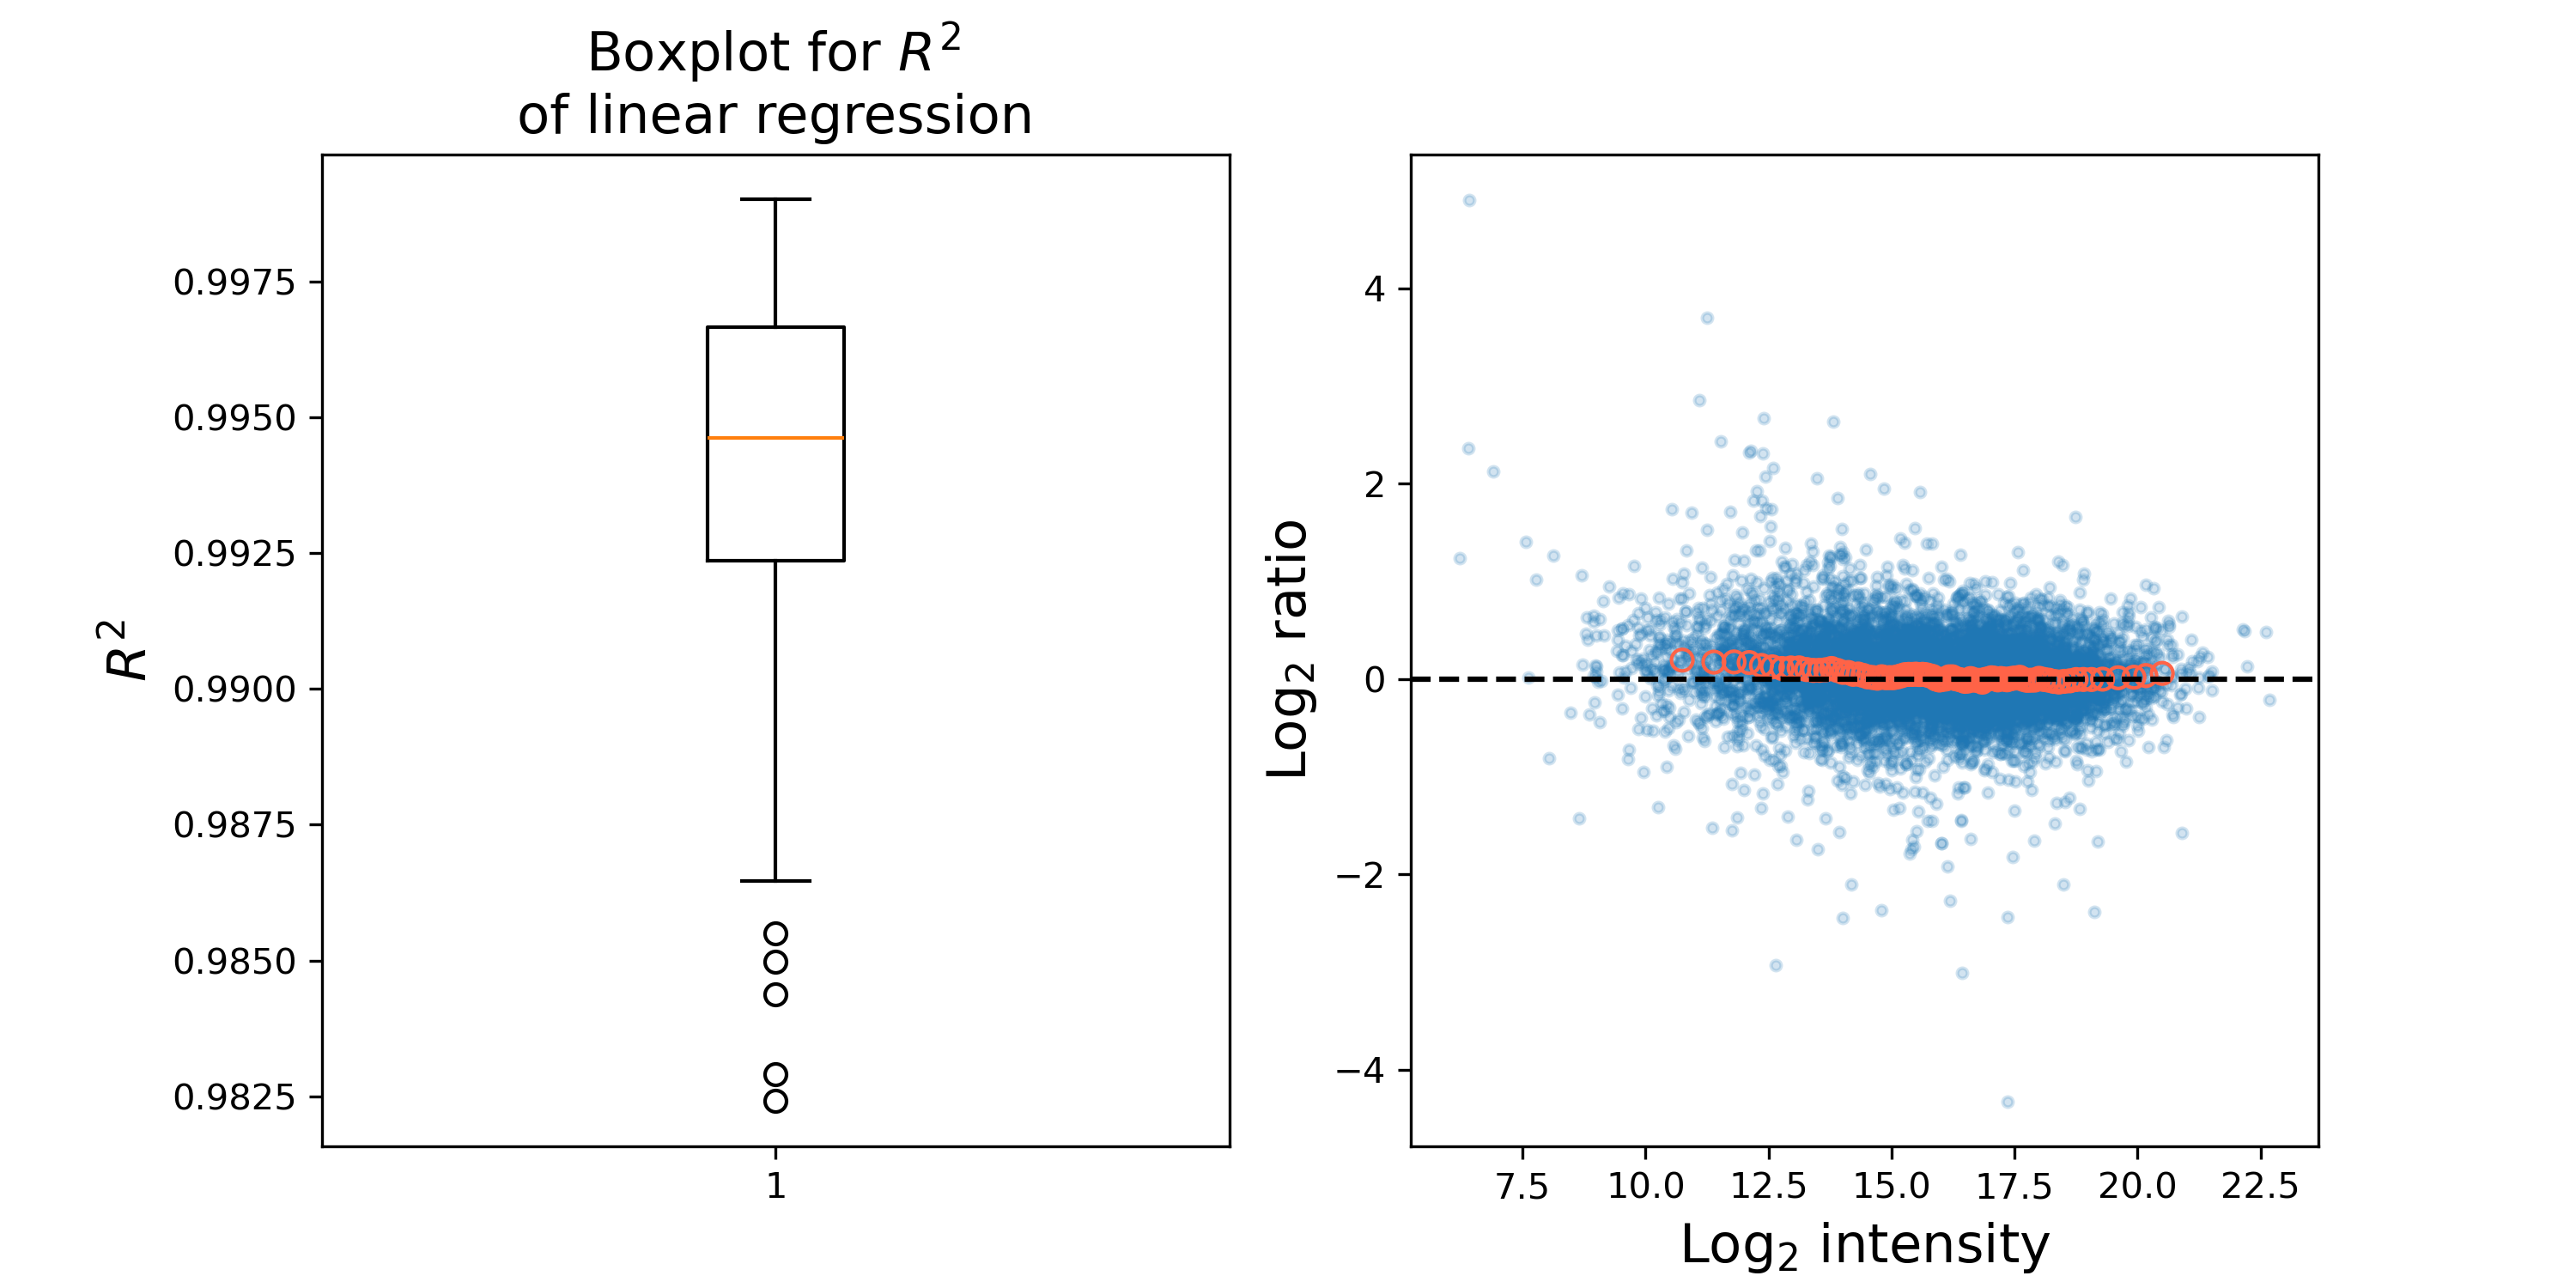 Boxplot for R²
of linear regression
R²
0.9975
0.9950
0.9925
0.9900
0.9875
0.9850
0.9825
1
Log₂ ratio
4
2
0
−2
−4
7.5 10.0 12.5 15.0 17.5 20.0 22.5
Log₂ intensity